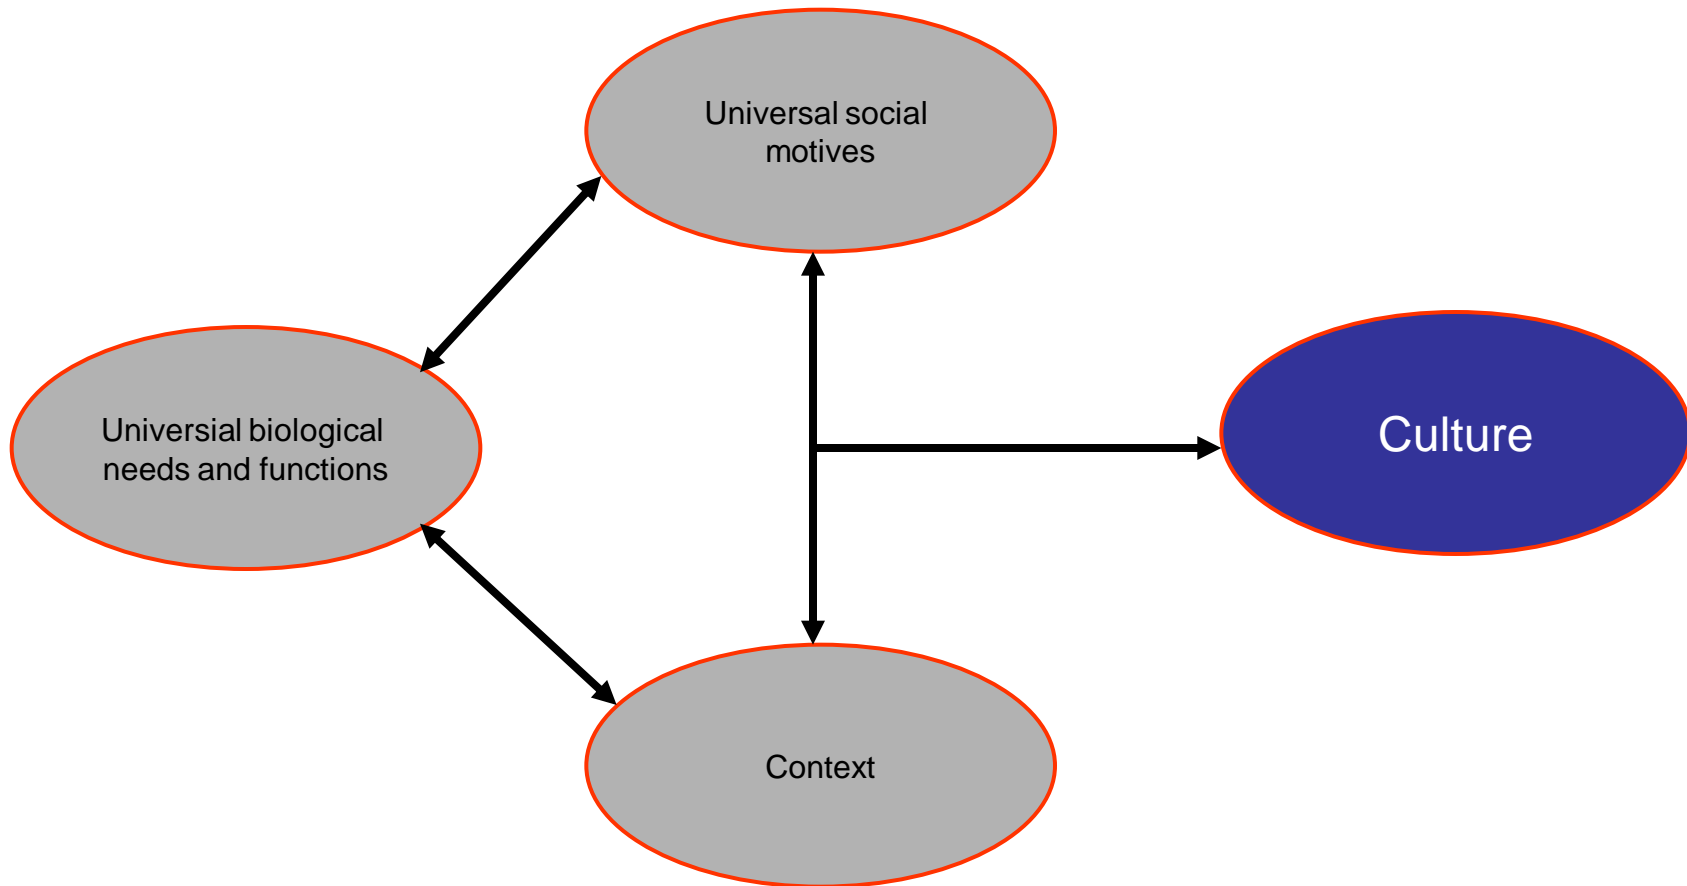 Universal social
motives
Universial biological
needs and functions
Culture
Context